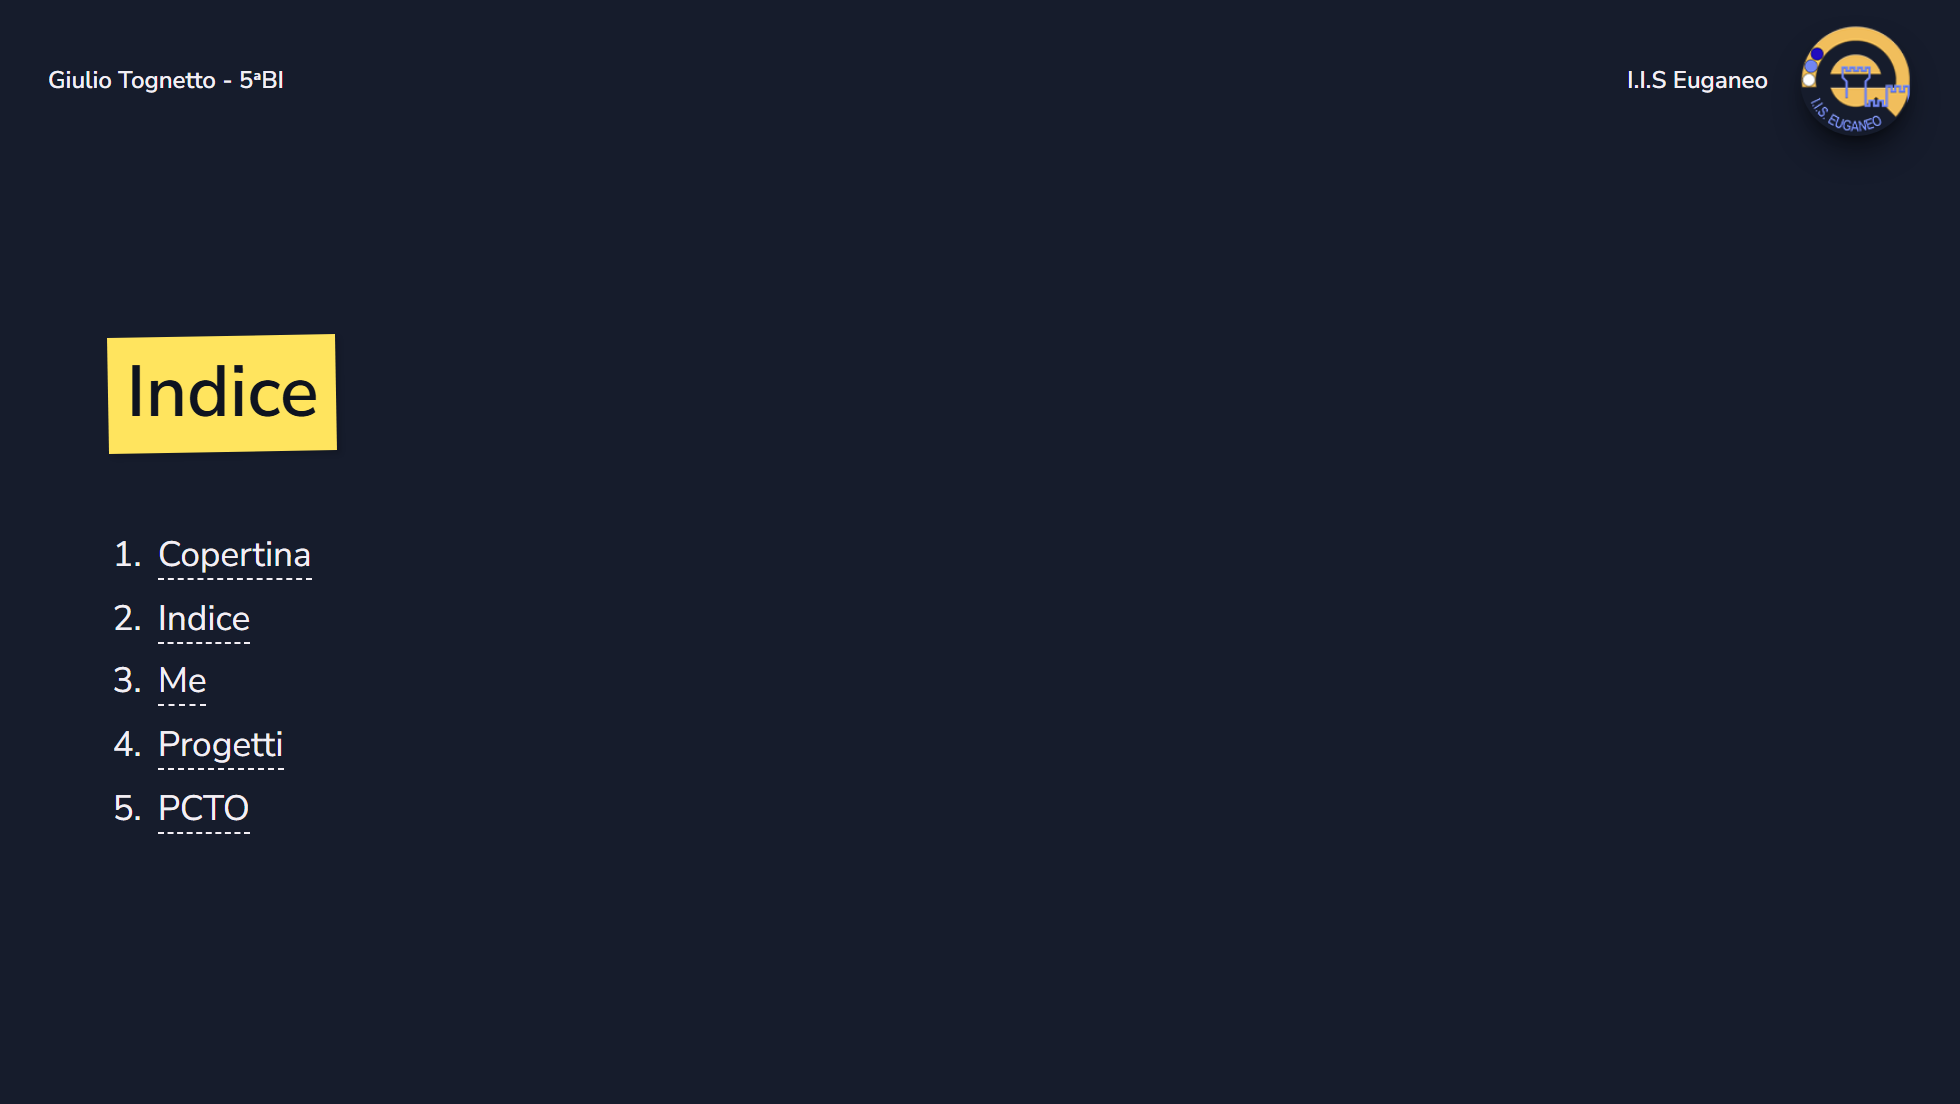 Giulio Tognetto - 5ªBI
I.I.S Euganeo
I.I.S. EUGANEO
Indice
1. Copertina
2. Indice
3. Me
4. Progetti
5. PCTO